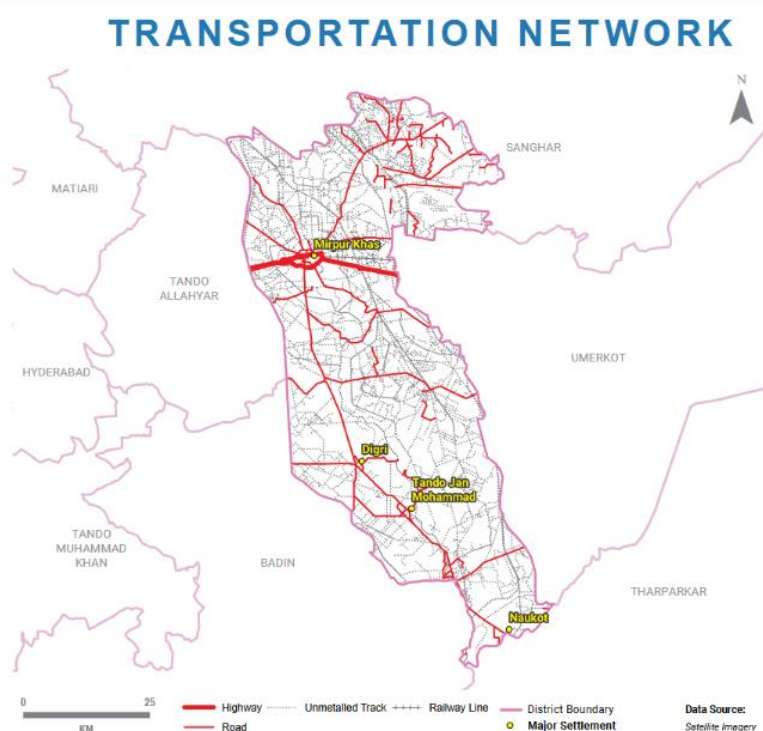 TRANSPORTATION NETWORK
N
SANGHAR
MATIARI
Mirpur Khas
TANDO
ALLAHYAR
HYDERABAD
UMERKOT
Digri
Tando Jan
Mohammad
TANDO
MUHAMMAD
KHAN
BADIN
THARPARKAR
Naukot
0 25
KM
Highway Unmetalled Track Railway Line District Boundary Data Source:
Road Major Settlement Satellite Imagery